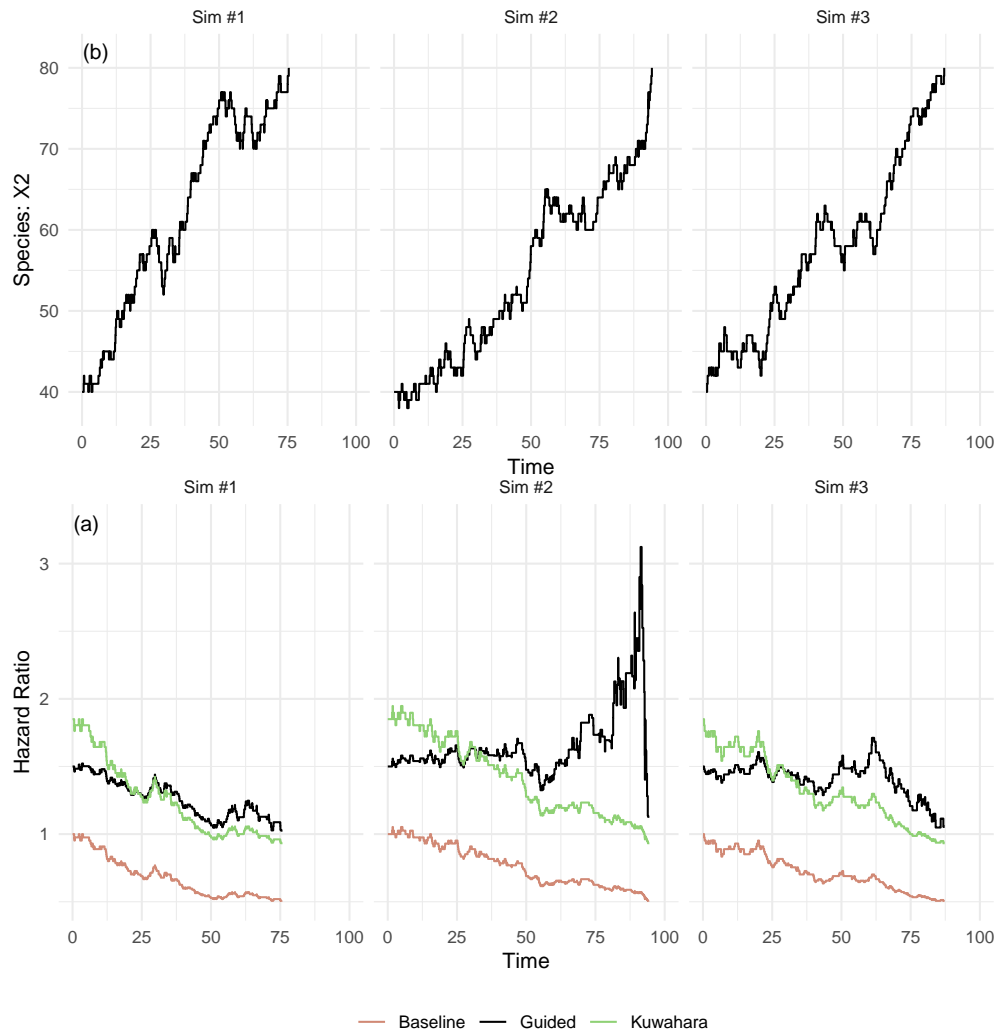 Sim #1 Sim #2 Sim #3
(b)
80
70
60
50
40
Species: X2
0 25 50 75 100 0 25 50 75 100 0 25 50 75 100
Time
Sim #1 Sim #2 Sim #3
(a)
3
2
1
Hazard Ratio
0 25 50 75 100 0 25 50 75 100 0 25 50 75 100
Time
Baseline Guided Kuwahara